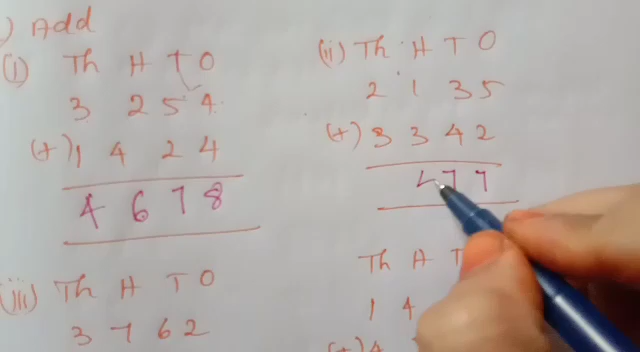 ) Add
(i) Th H T O
3 2 5 4
(+) 1 4 2 4
4 6 7 8
(ii) Th H T O
2 1 3 5
(+) 3 3 4 2
4 7 7
(iii) Th H T O
3 7 6 2
Th H T
1 4
(+) 4